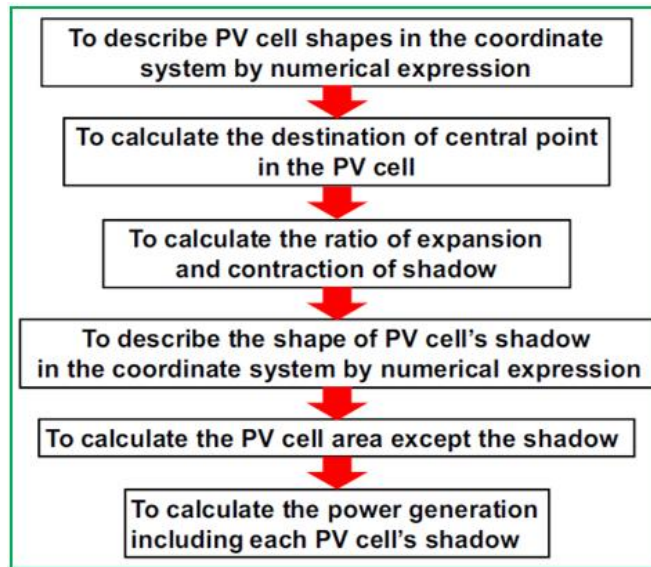 To describe PV cell shapes in the coordinate
system by numerical expression
To calculate the destination of central point
in the PV cell
To calculate the ratio of expansion
and contraction of shadow
To describe the shape of PV cell's shadow
in the coordinate system by numerical expression
To calculate the PV cell area except the shadow
To calculate the power generation
including each PV cell's shadow